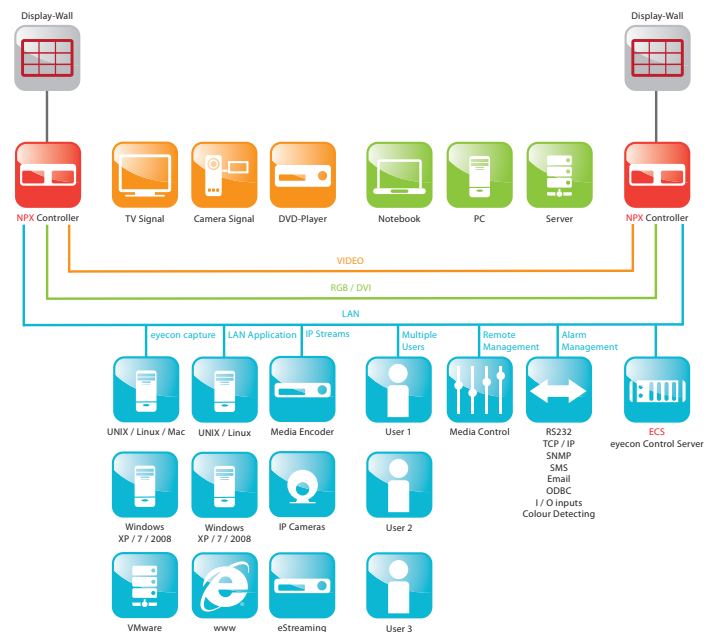 Display-Wall
Display-Wall
NPX Controller
TV Signal
Camera Signal
DVD-Player
Notebook
PC
Server
NPX Controller
VIDEO
RGB / DVI
LAN
eyecon capture
LAN Application
IP Streams
Multiple
Users
Remote
Management
Alarm
Management
UNIX / Linux / Mac
UNIX / Linux
Media Encoder
User 1
Media Control
RS232
TCP / IP
SNMP
SMS
Email
ODBC
I / O inputs
Colour Detecting
ECS
eyecon Control Server
Windows
XP / 7 / 2008
Windows
XP / 7 / 2008
IP Cameras
User 2
VMware
www
eStreaming
User 3